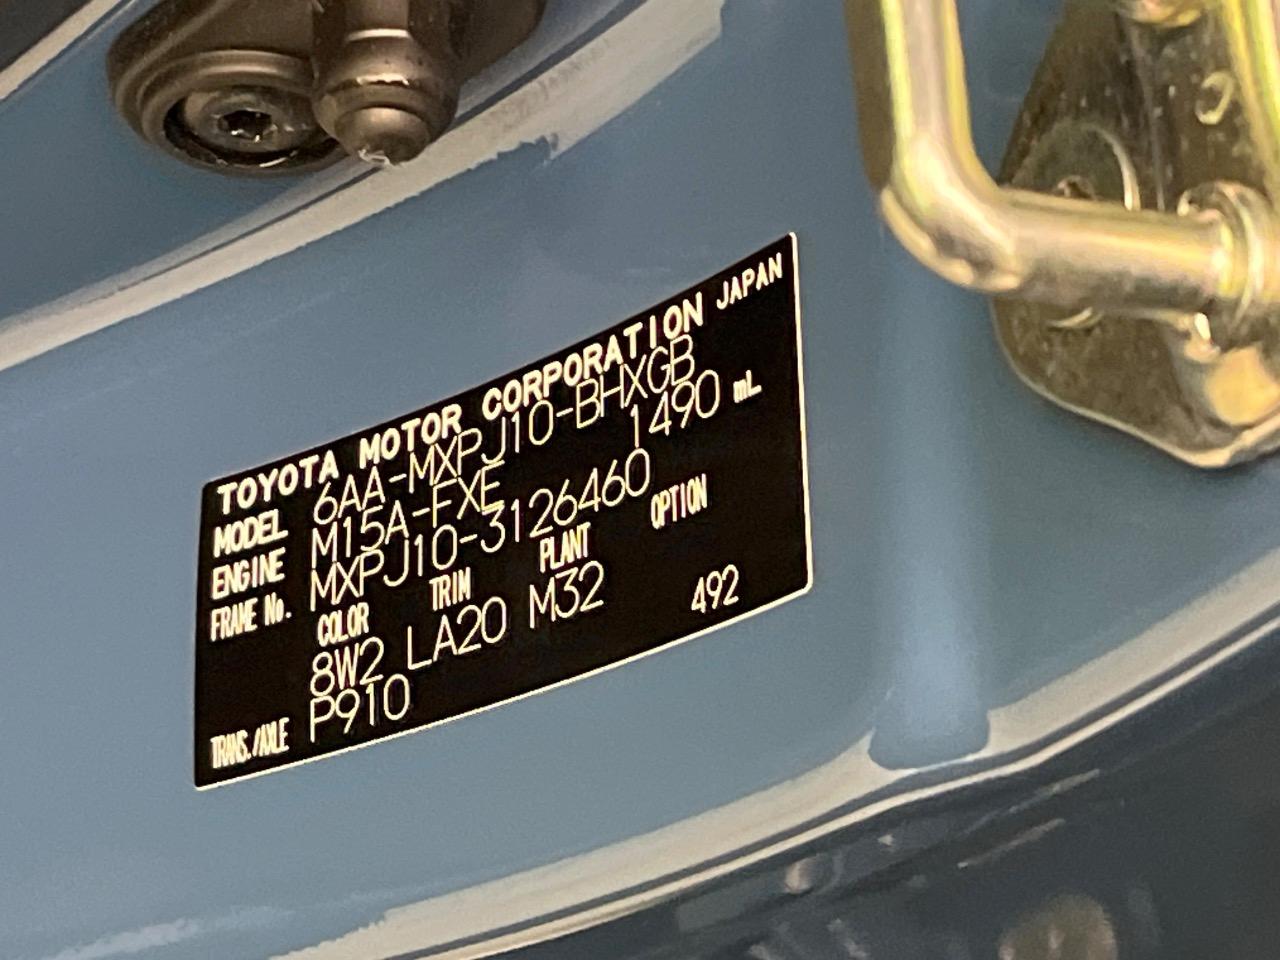 TOYOTA MOTOR CORPORATION JAPAN
MODEL 6AA-MXPJ10-BHXGB
ENGINE M15A-FXE 1490 mL
FRAME No. MXPJ10-3126460
COLOR TRIM PLANT OPTION
8W2 LA20 M32 492
TRANS./AXLE P910